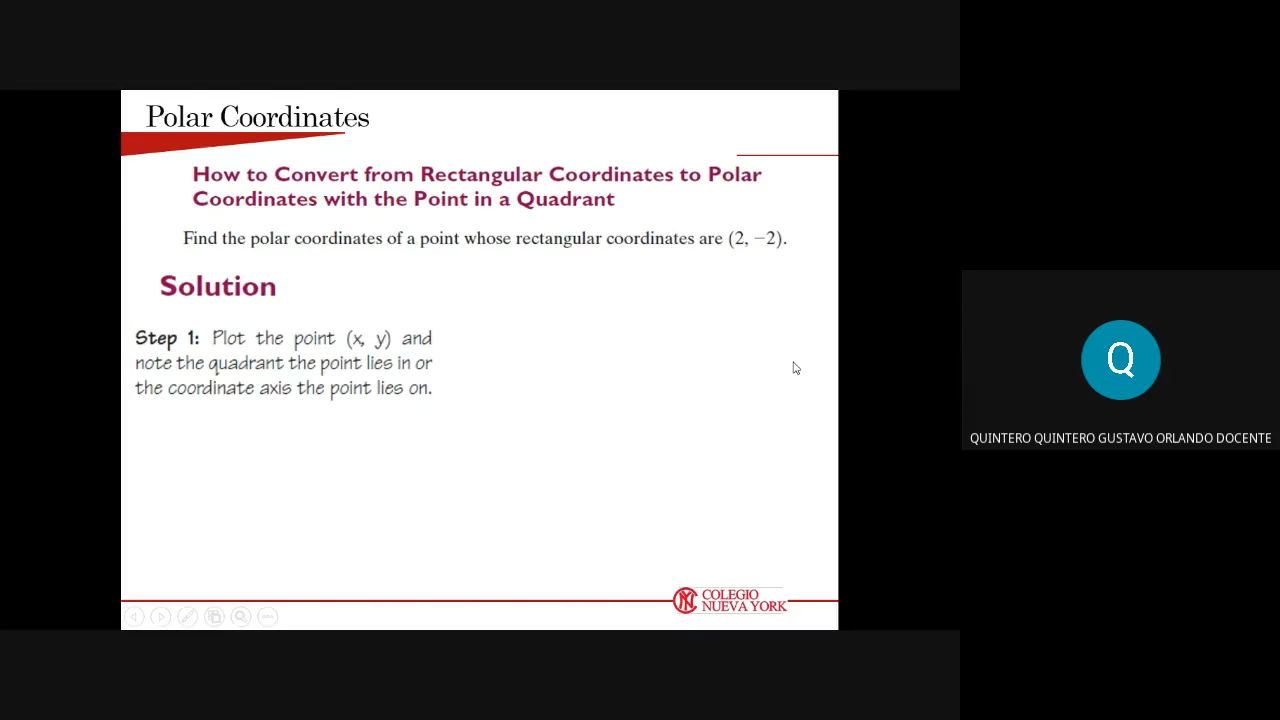 Polar Coordinates
How to Convert from Rectangular Coordinates to Polar
Coordinates with the Point in a Quadrant
Find the polar coordinates of a point whose rectangular coordinates are (2, −2).
Solution
Step 1: Plot the point (x, y) and
note the quadrant the point lies in or
the coordinate axis the point lies on.
COLEGIO
NUEVA YORK
Q
QUINTERO QUINTERO GUSTAVO ORLANDO DOCENTE